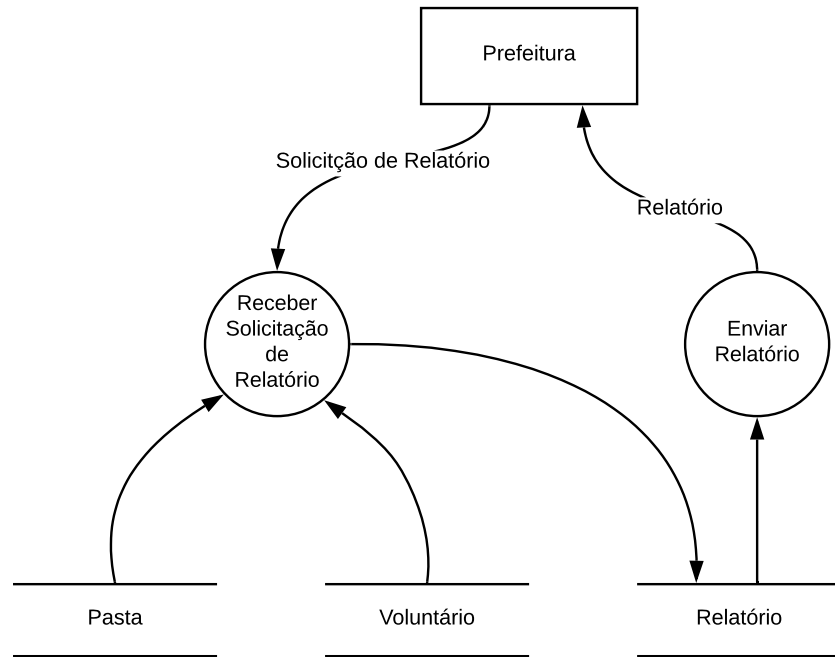 Prefeitura
Solicitção de Relatório
Relatório
Receber
Solicitação
de
Relatório
Enviar
Relatório
Pasta
Voluntário
Relatório